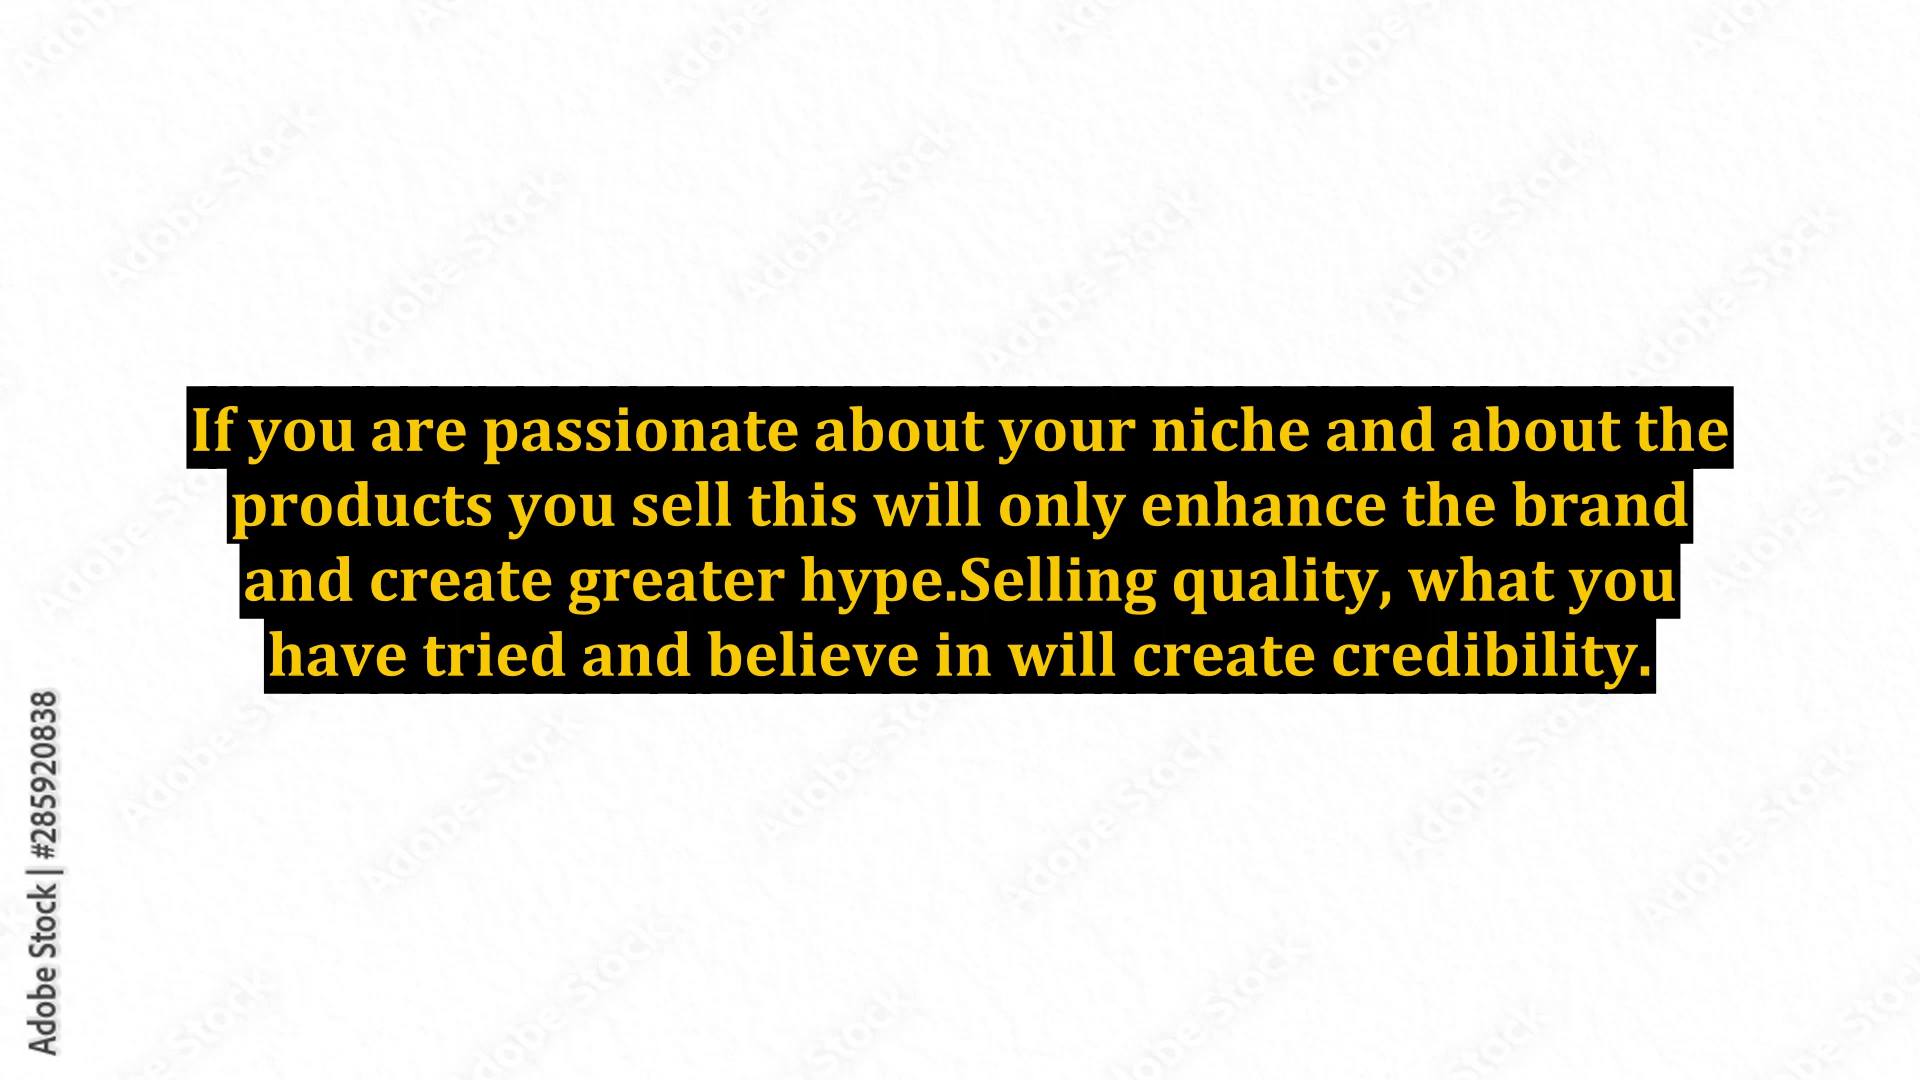 If you are passionate about your niche and about the
products you sell this will only enhance the brand
and create greater hype.Selling quality, what you
have tried and believe in will create credibility.
Adobe Stock | #285920838